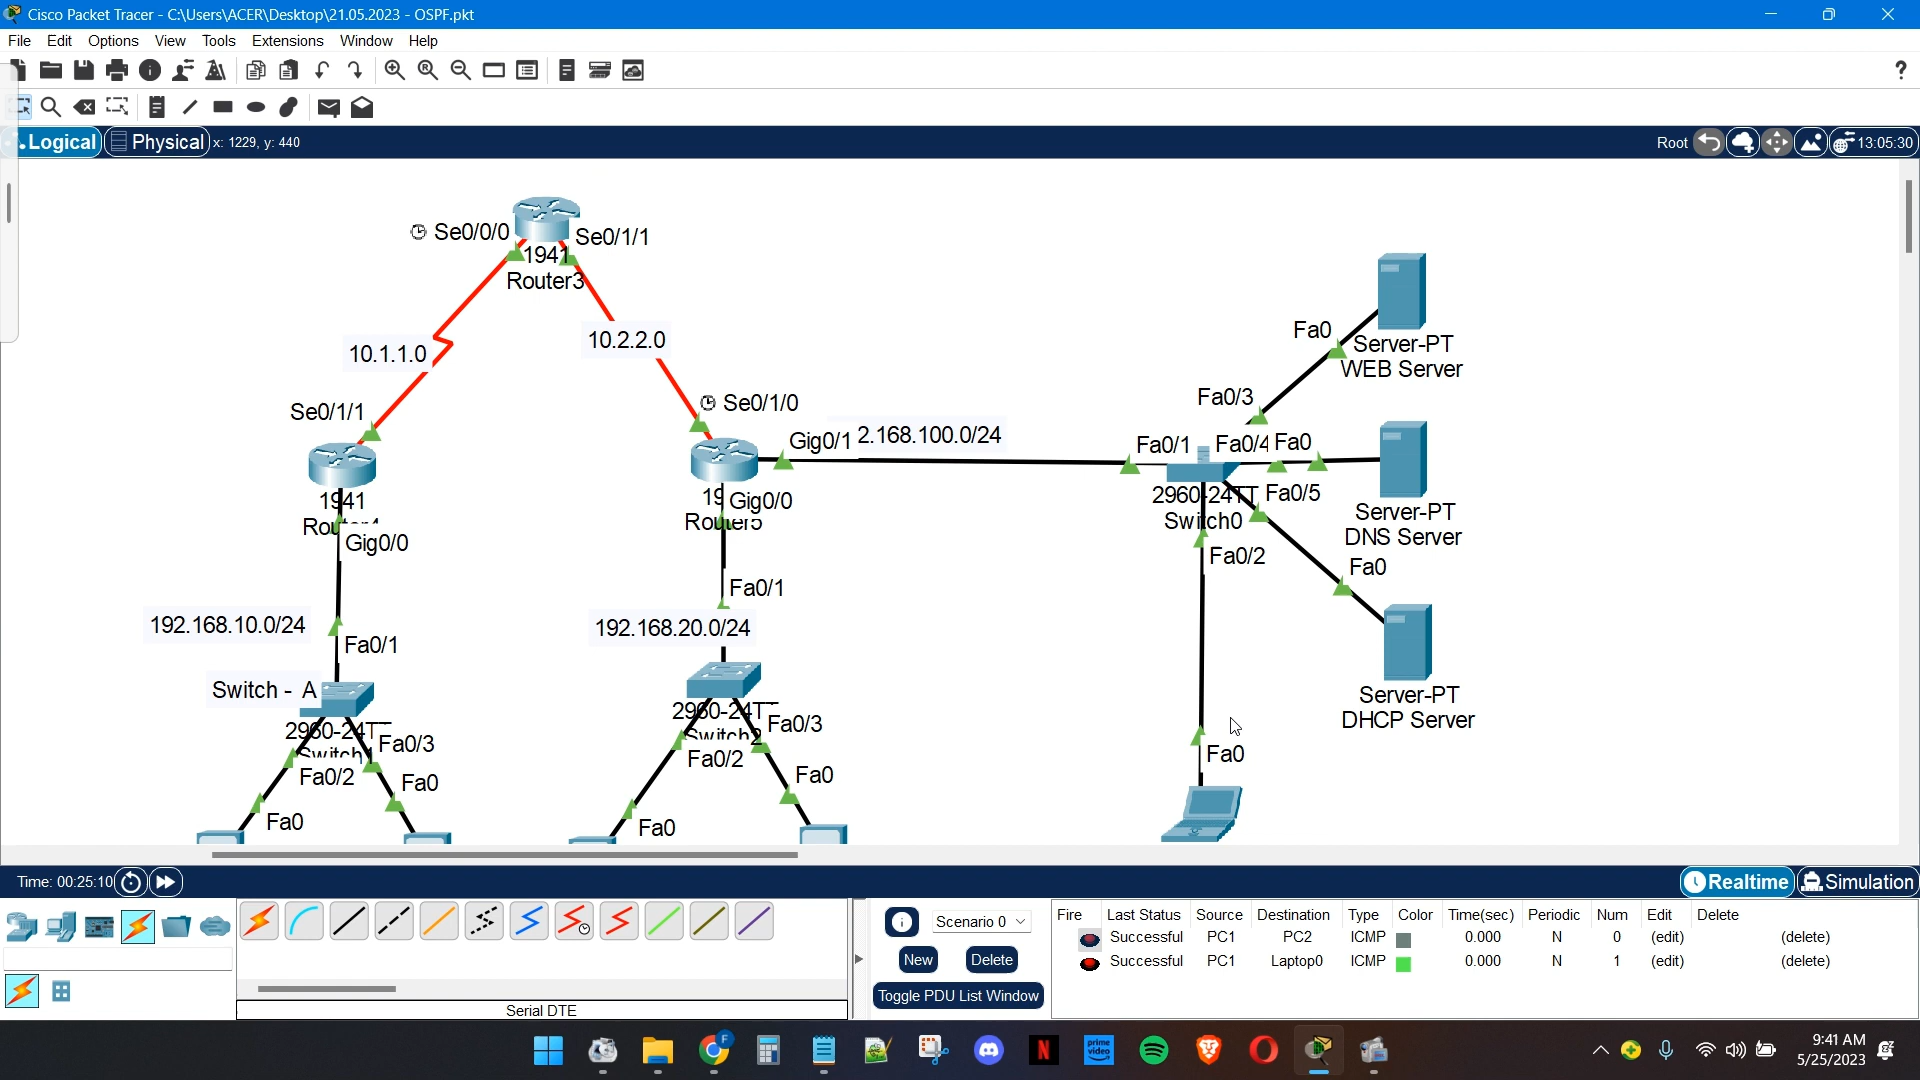 Cisco Packet Tracer - C:\Users\ACER\Desktop\21.05.2023 - OSPF.pkt
File Edit Options View Tools Extensions Window Help
?
Logical Physical x: 1229, y: 440
Root 13:05:30
Se0/0/0
Se0/1/1
1941
Router3
10.1.1.0
10.2.2.0
Se0/1/1
Se0/1/0
1941
Gig0/0
Gig0/1
2.168.100.0/24
Gig0/0
Fa0/1
192.168.10.0/24
Fa0/1
192.168.20.0/24
Switch - A
2960-24TT
Switch1
Fa0/3
Fa0/2
Fa0
Fa0
2960-24TT
Switch2
Fa0/3
Fa0/2
Fa0
Fa0
Fa0
Server-PT
WEB Server
Fa0/3
Fa0/1
Fa0/4
Fa0
2960-24TT
Switch0
Fa0/5
Fa0/2
Server-PT
DNS Server
Fa0
Server-PT
DHCP Server
Fa0
Time: 00:25:10
Realtime Simulation
Scenario 0
New Delete
Toggle PDU List Window
Serial DTE
Fire Last Status Source Destination Type Color Time(sec) Periodic Num Edit Delete
Successful PC1 PC2 ICMP 0.000 N 0 (edit) (delete)
Successful PC1 Laptop0 ICMP 0.000 N 1 (edit) (delete)
prime video
9:41 AM
5/25/2023